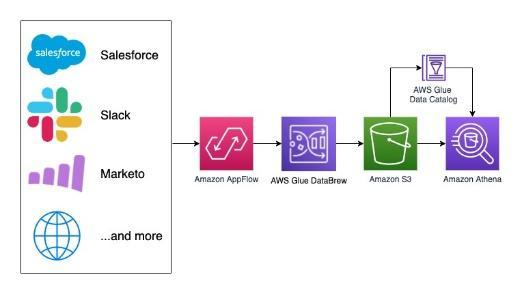 salesforce
Salesforce
Slack
Marketo
...and more
Amazon AppFlow
AWS Glue DataBrew
Amazon S3
AWS Glue
Data Catalog
Amazon Athena